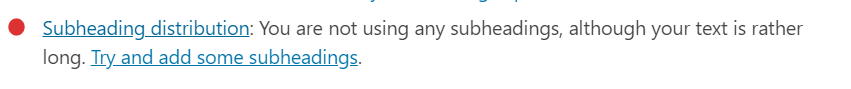 Subheading distribution: You are not using any subheadings, although your text is rather
long. Try and add some subheadings.